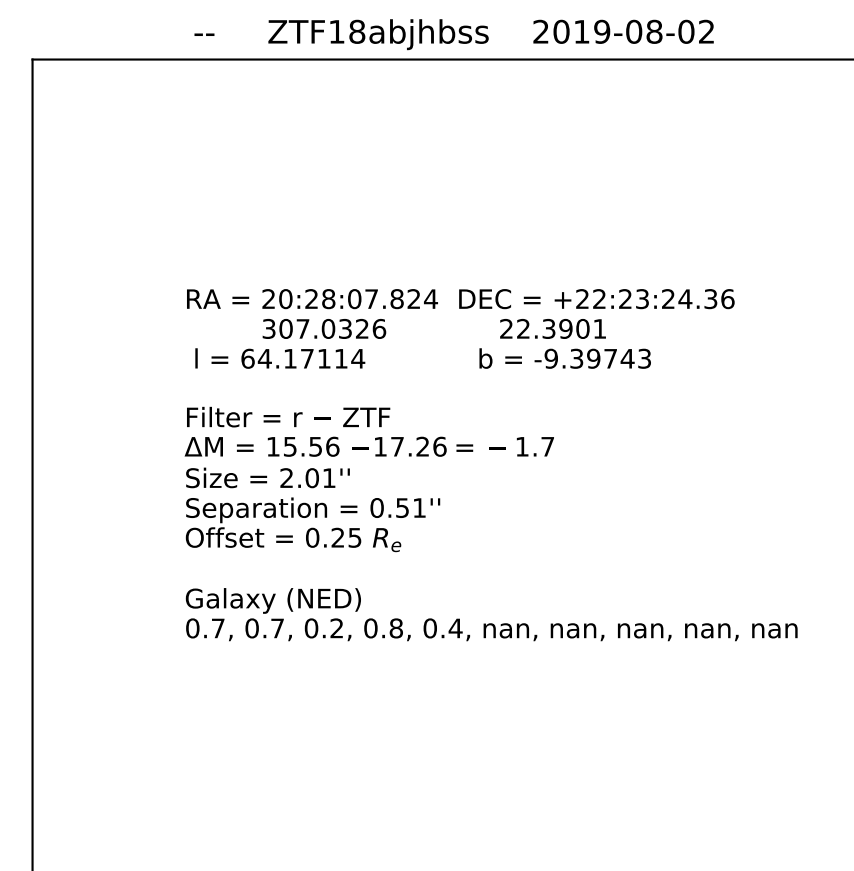 --    ZTF18abjhbss    2019-08-02
RA = 20:28:07.824  DEC = +22:23:24.36
307.0326    22.3901
l = 64.17114    b = -9.39743
Filter = r − ZTF
ΔM = 15.56 −17.26 = − 1.7
Size = 2.01''
Separation = 0.51''
Offset = 0.25 Re
Galaxy (NED)
0.7, 0.7, 0.2, 0.8, 0.4, nan, nan, nan, nan, nan